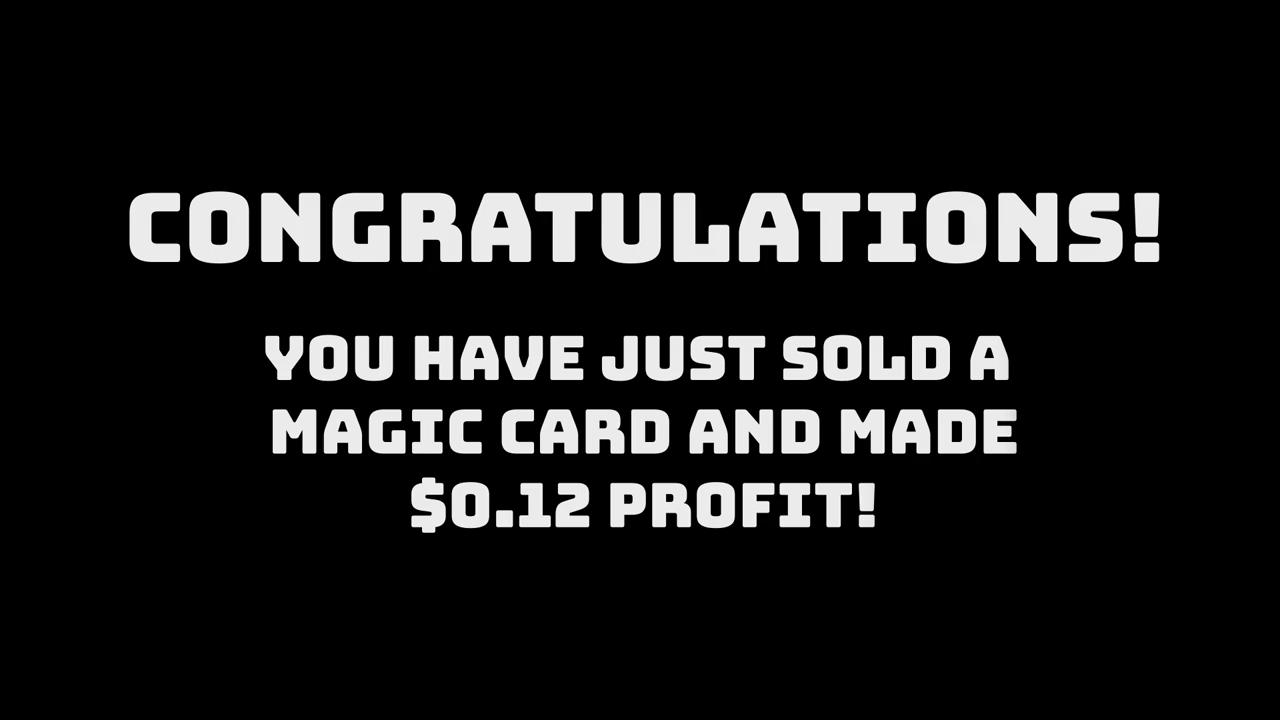 CONGRATULATIONS!
YOU HAVE JUST SOLD A
MAGIC CARD AND MADE
$0.12 PROFIT!